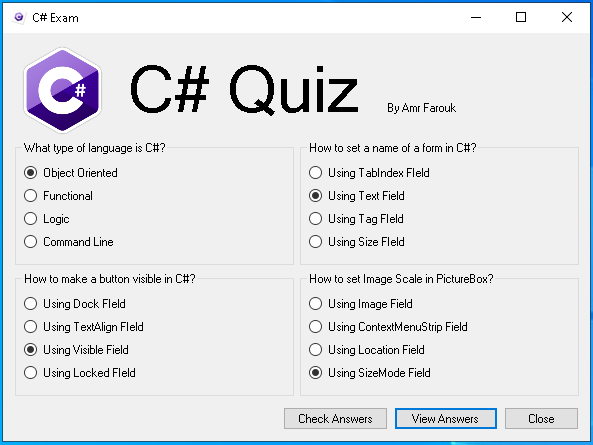 C# Exam
C#
C# Quiz
By Amr Farouk
What type of language is C#?
Object Oriented
Functional
Logic
Command Line
How to set a name of a form in C#?
Using TabIndex FIeld
Using Text Field
Using Tag FIeld
Using Size FIeld
How to make a button visible in C#?
Using Dock FIeld
Using TextAlign FIeld
Using Visible Field
Using Locked FIeld
How to set Image Scale in PictureBox?
Using Image Field
Using ContextMenuStrip Field
Using Location Field
Using SizeMode Field
Check Answers
View Answers
Close